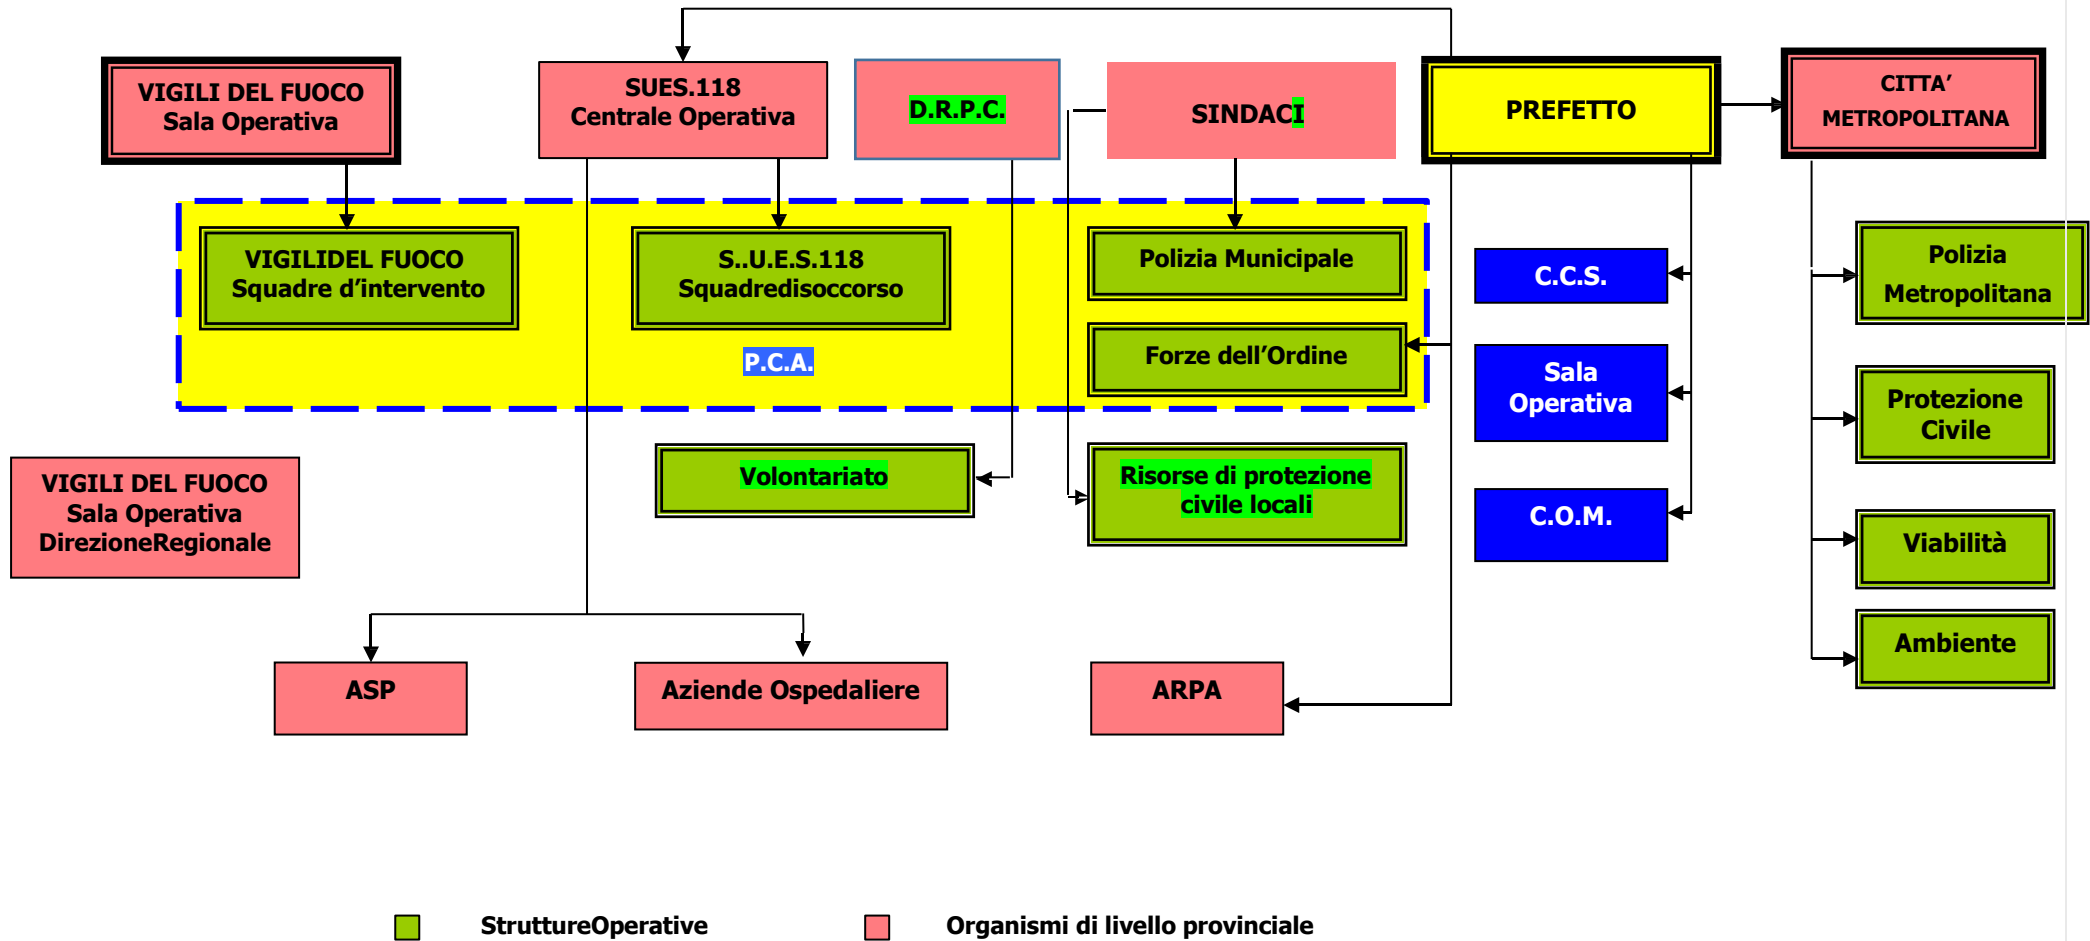 VIGILI DEL FUOCO
Sala Operativa
SUES.118
Centrale Operativa
D.R.P.C.
SINDACI
PREFETTO
CITTA’
METROPOLITANA
VIGILIDEL FUOCO
Squadre d’intervento
S..U.E.S.118
Squadredisoccorso
Polizia Municipale
Forze dell’Ordine
P.C.A.
C.C.S.
Sala
Operativa
C.O.M.
Polizia
Metropolitana
Protezione
Civile
Viabilità
Ambiente
Volontariato
Risorse di protezione
civile locali
VIGILI DEL FUOCO
Sala Operativa
DirezioneRegionale
ASP
Aziende Ospedaliere
ARPA
StruttureOperative
Organismi di livello provinciale